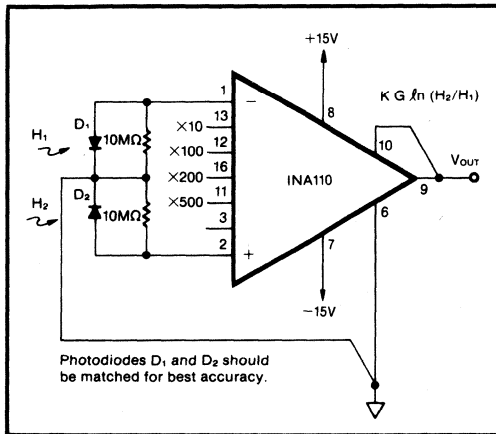 +15V
K G ℓn (H₂/H₁)
1
−
8
H₁
D₁
10MΩ
13
×10
12
×100
16
×200
11
×500
3
2
+
10
INA110
9
V_OUT
6
7
H₂
D₂
10MΩ
−15V
Photodiodes D₁ and D₂ should
be matched for best accuracy.